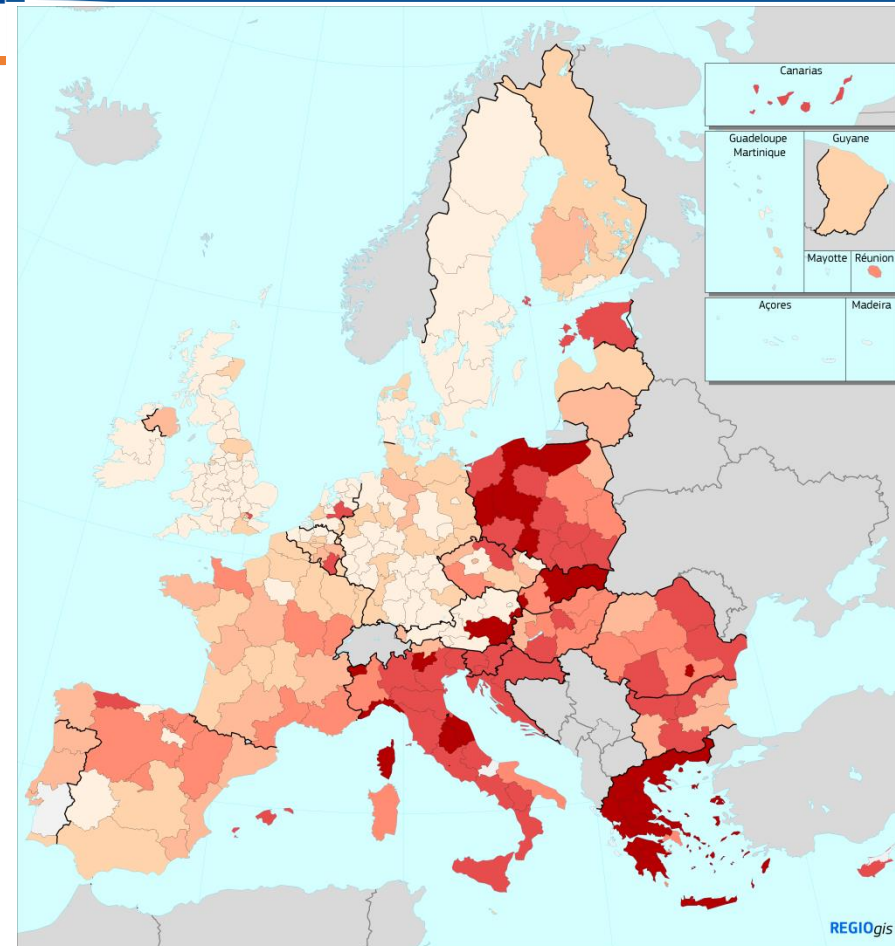 Canarias
Guadeloupe
Martinique
Guyane
Mayotte
Réunion
Açores
Madeira
REGIOgis